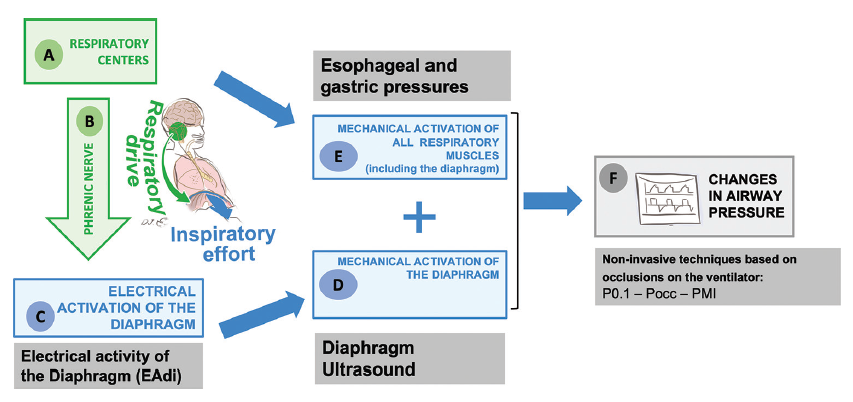 A
RESPIRATORY
CENTERS
B
PHRENIC NERVE
Respiratory
drive
Inspiratory
effort
C
ELECTRICAL
ACTIVATION OF THE
DIAPHRAGM
Electrical activity of
the Diaphragm (EAdi)
Esophageal and
gastric pressures
E
MECHANICAL ACTIVATION OF
ALL RESPIRATORY
MUSCLES
(including the diaphragm)
+
D
MECHANICAL ACTIVATION OF
THE DIAPHRAGM
Diaphragm
Ultrasound
F
CHANGES
IN AIRWAY
PRESSURE
Non-invasive techniques based on
occlusions on the ventilator:
P0.1 – Pocc – PMI